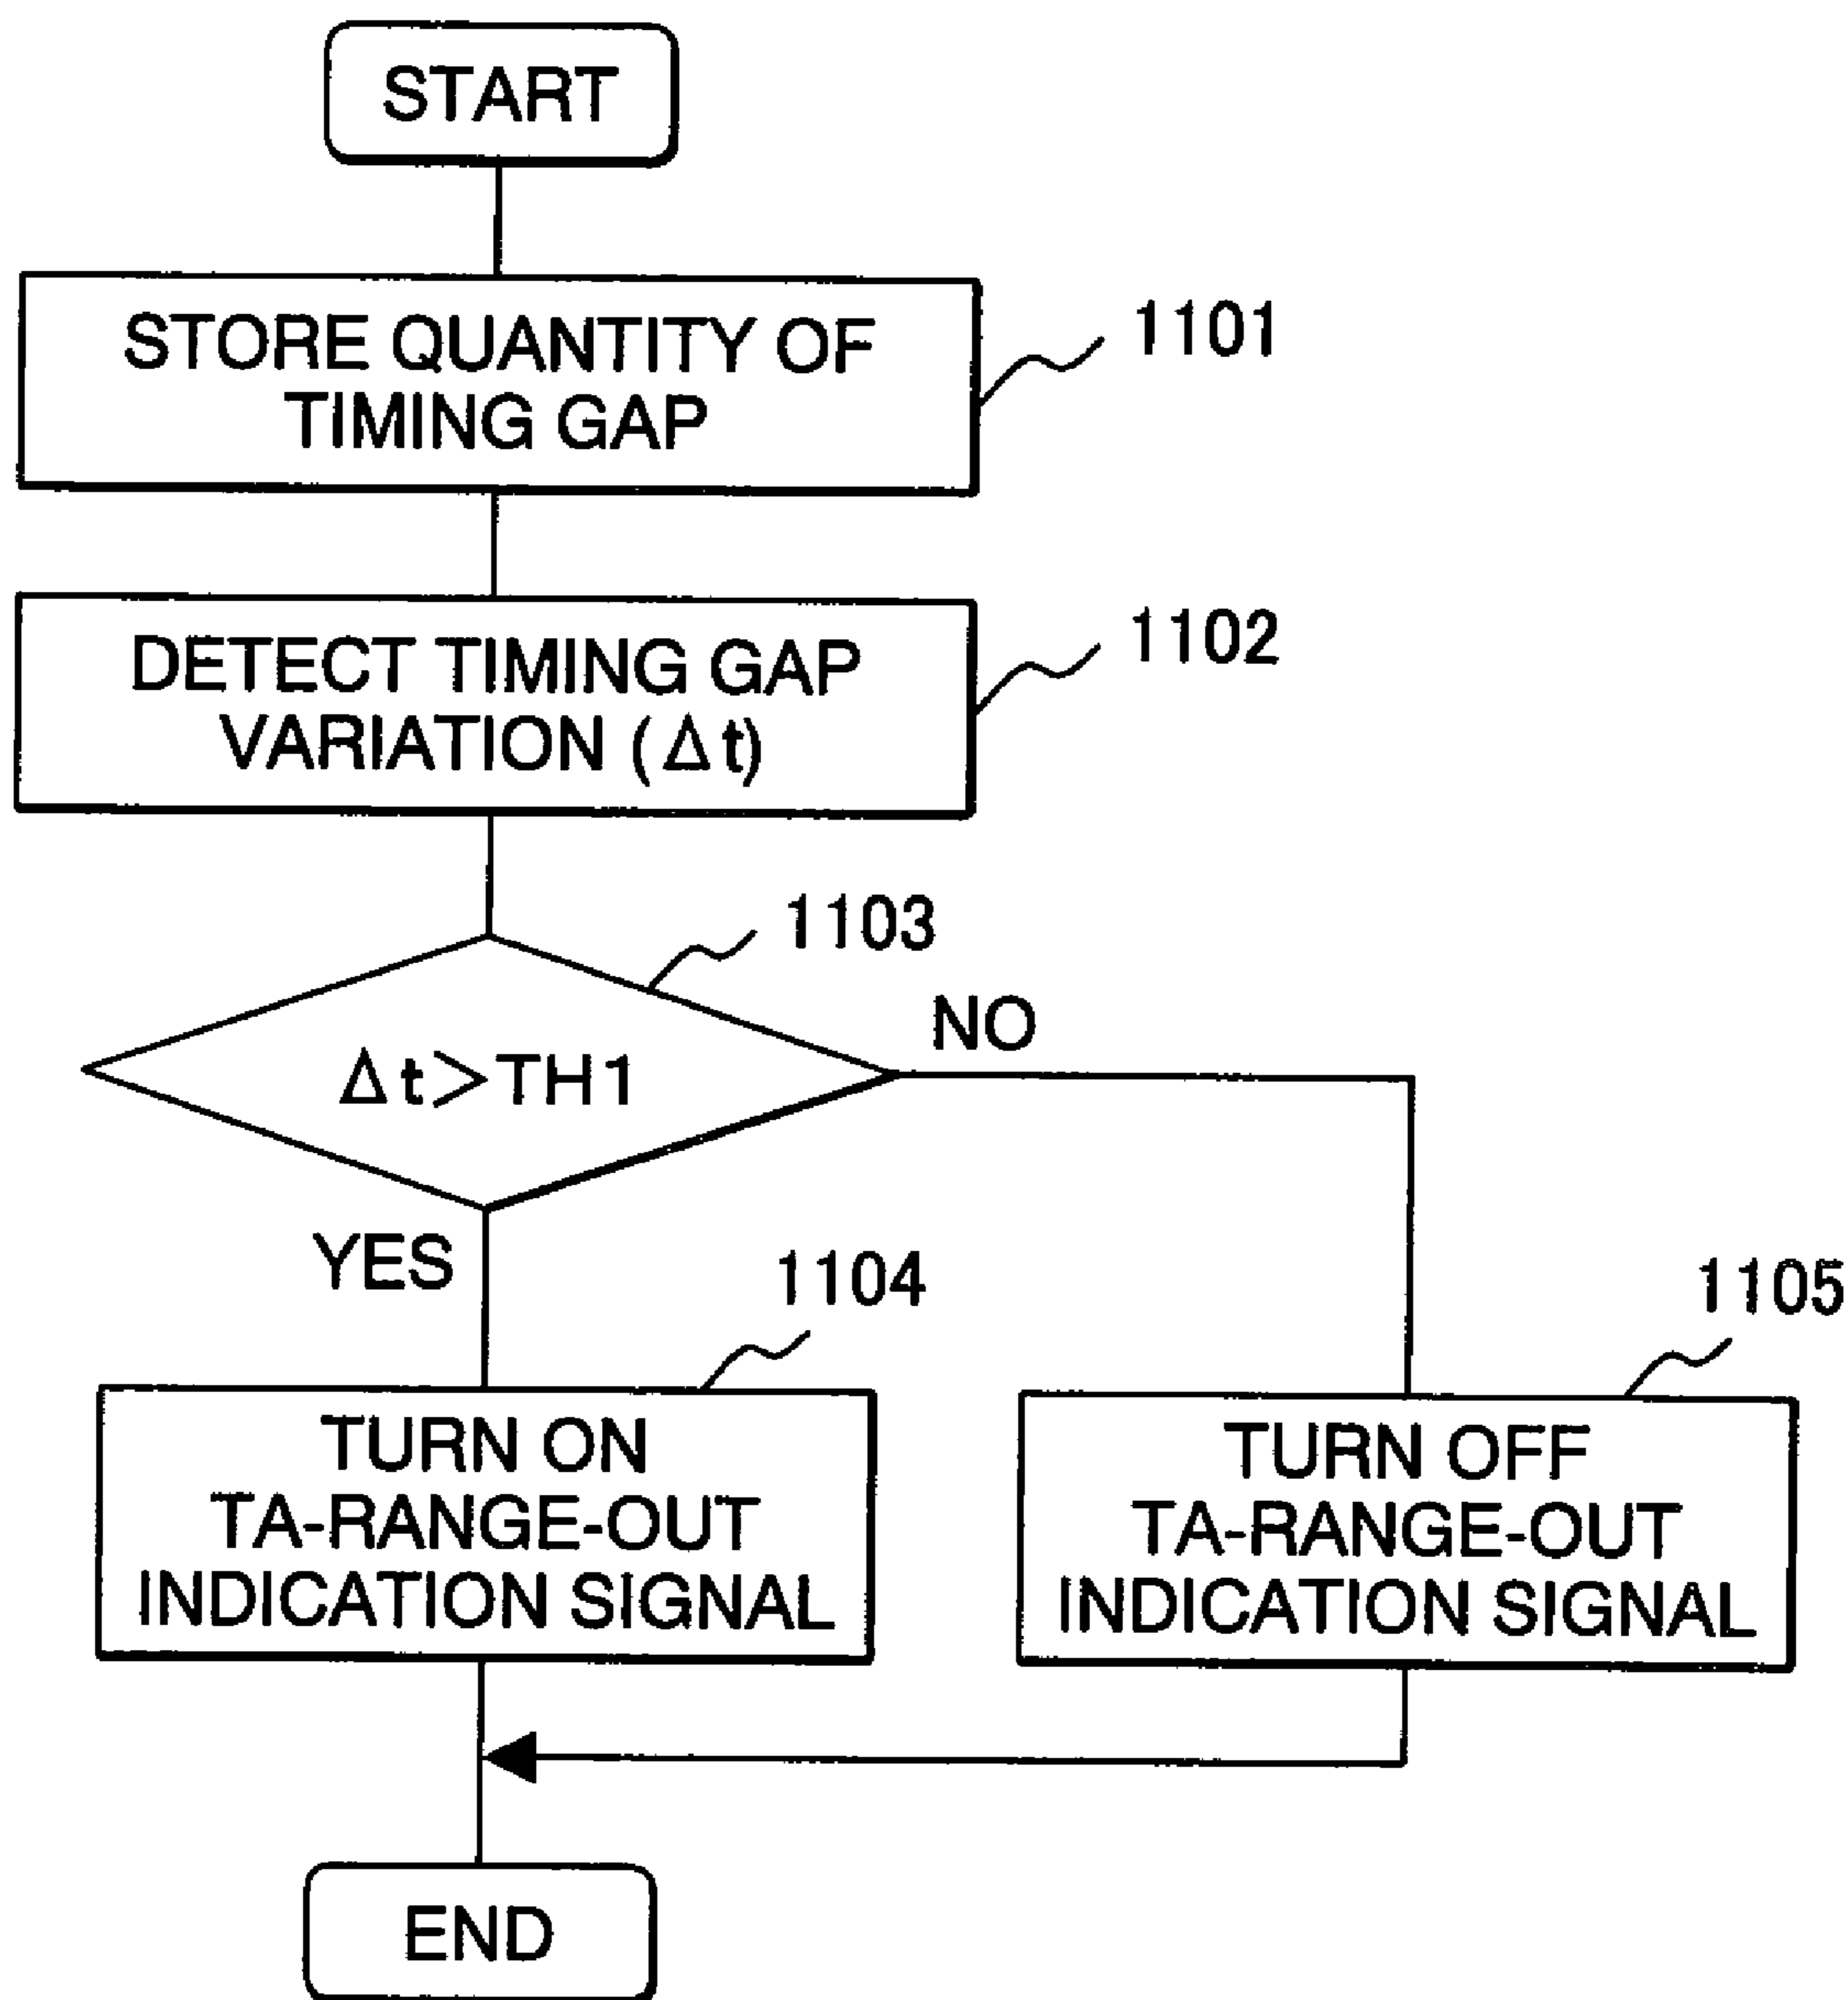 START
STORE QUANTITY OF
TIMING GAP
1101
DETECT TIMING GAP
VARIATION (Δt)
1102
1103
Δt>TH1
NO
YES
1104
TURN ON
TA-RANGE-OUT
INDICATION SIGNAL
1105
TURN OFF
TA-RANGE-OUT
INDICATION SIGNAL
END